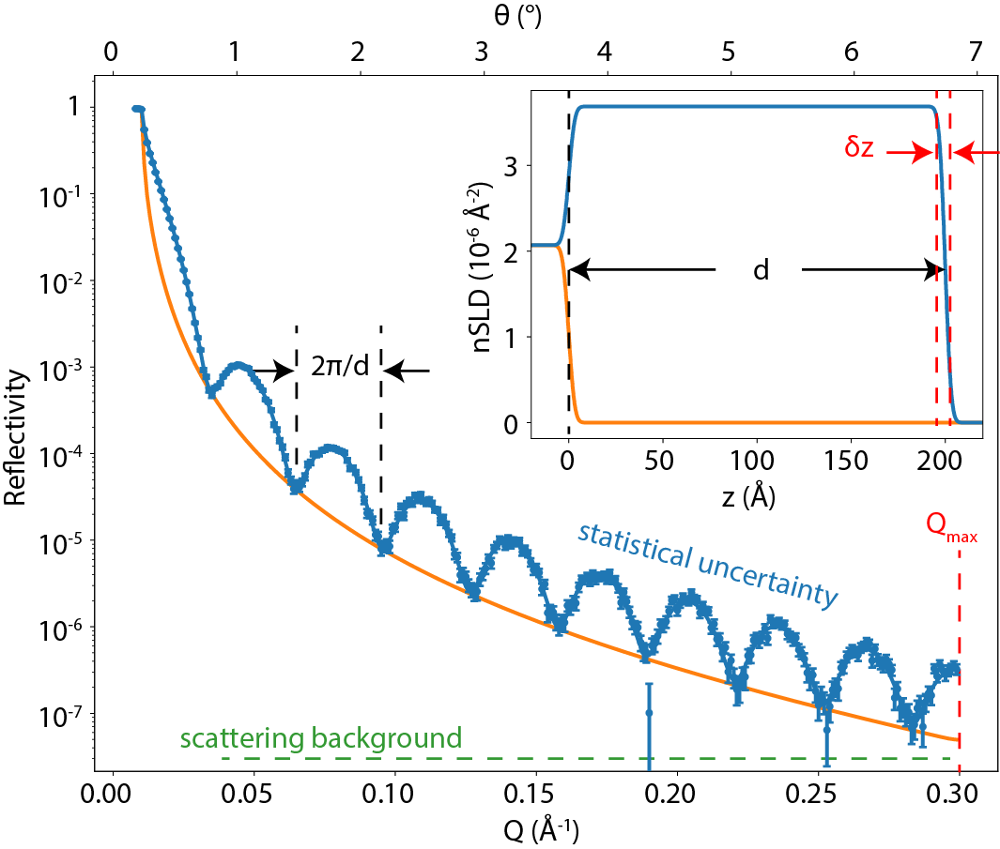 θ (°)
0 1 2 3 4 5 6 7
1
10⁻¹
10⁻²
10⁻³
10⁻⁴
10⁻⁵
10⁻⁶
10⁻⁷
Reflectivity
2π/d
3
2
1
0
nSLD (10⁻⁶ Å⁻²)
δz
d
0 50 100 150 200
z (Å)
Qmax
statistical uncertainty
scattering background
0.00 0.05 0.10 0.15 0.20 0.25 0.30
Q (Å⁻¹)